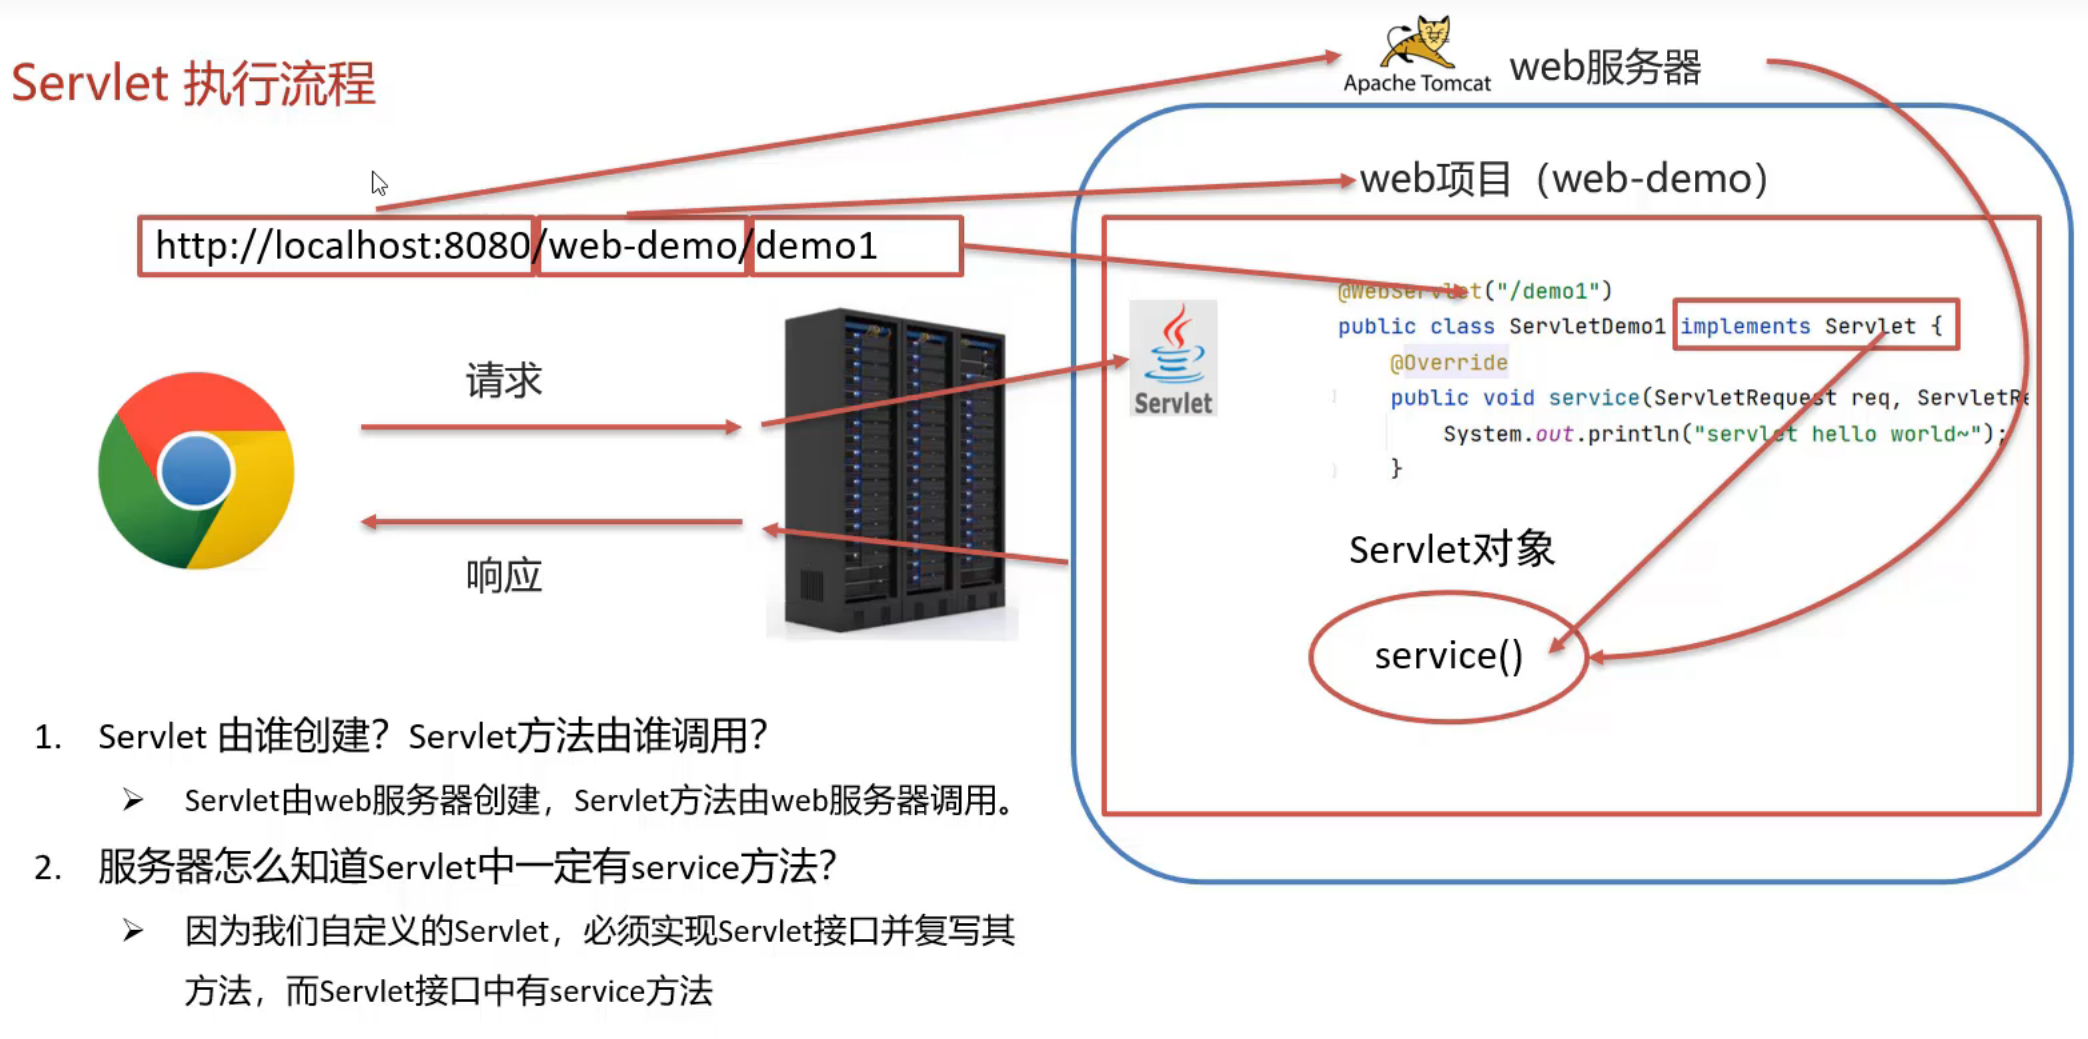 Servlet 执行流程
Apache Tomcat
web服务器
web项目（web-demo）
http://localhost:8080/web-demo/demo1
@WebServlet("/demo1")
public class ServletDemo1 implements Servlet {
@Override
public void service(ServletRequest req, ServletRe
System.out.println("servlet hello world~");
}
Servlet
请求
响应
Servlet对象
service()
1. Servlet 由谁创建？Servlet方法由谁调用？
➢ Servlet由web服务器创建，Servlet方法由web服务器调用。
2. 服务器怎么知道Servlet中一定有service方法？
➢ 因为我们自定义的Servlet，必须实现Servlet接口并复写其
方法，而Servlet接口中有service方法